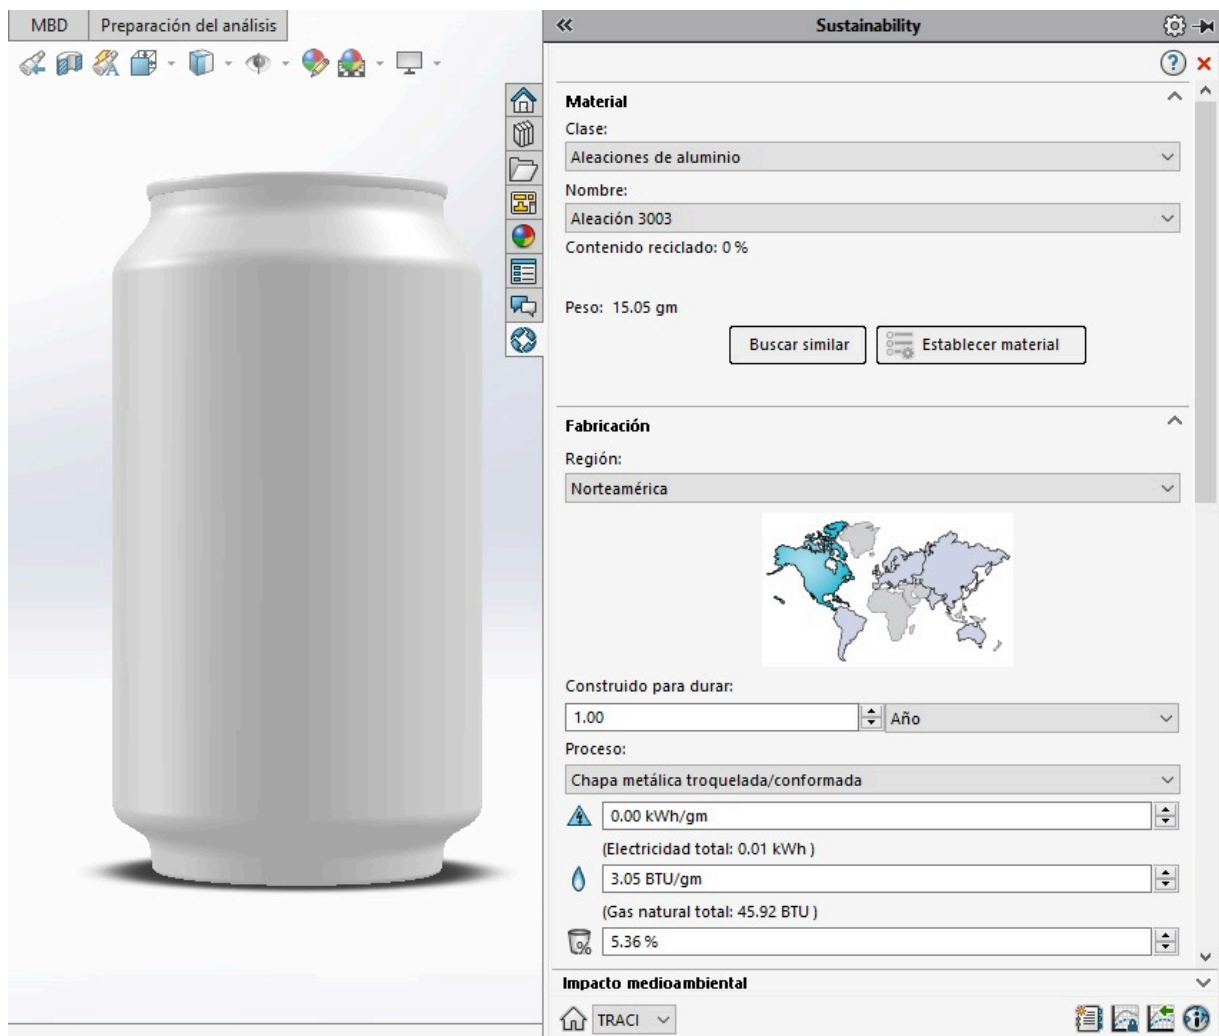 MBD Preparación del análisis
Sustainability
Material
Clase:
Aleaciones de aluminio
Nombre:
Aleación 3003
Contenido reciclado: 0 %
Peso: 15.05 gm
Buscar similar Establecer material
Fabricación
Región:
Norteamérica
Construido para durar:
1.00 Año
Proceso:
Chapa metálica troquelada/conformada
0.00 kWh/gm
(Electricidad total: 0.01 kWh )
3.05 BTU/gm
(Gas natural total: 45.92 BTU )
5.36 %
Impacto medioambiental
TRACI